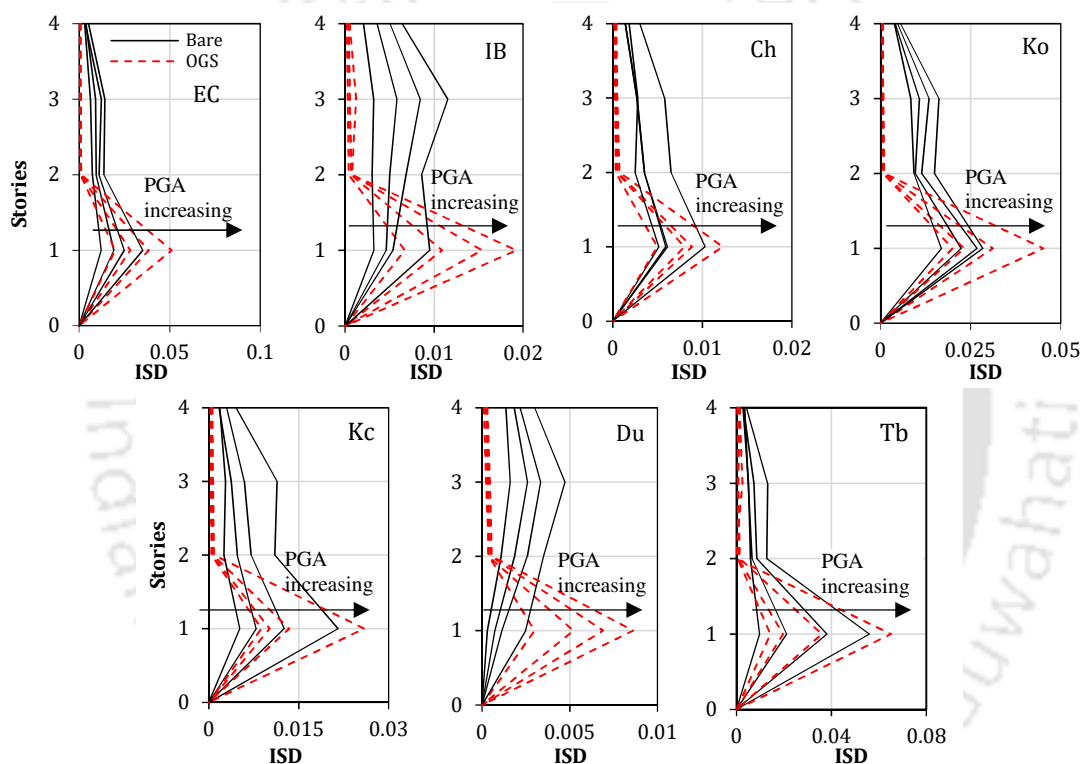 Bare
OGS
EC
4
3
2
1
0
Stories
PGA
increasing
0
0.05
0.1
ISD
IB
4
3
2
1
0
PGA
increasing
0
0.01
0.02
ISD
Ch
4
3
2
1
0
PGA
increasing
0
0.01
0.02
ISD
Ko
4
3
2
1
0
PGA
increasing
0
0.025
0.05
ISD
Kc
4
3
2
1
0
Stories
PGA
increasing
0
0.015
0.03
ISD
Du
4
3
2
1
0
PGA
increasing
0
0.005
0.01
ISD
Tb
4
3
2
1
0
PGA
increasing
0
0.04
0.08
ISD